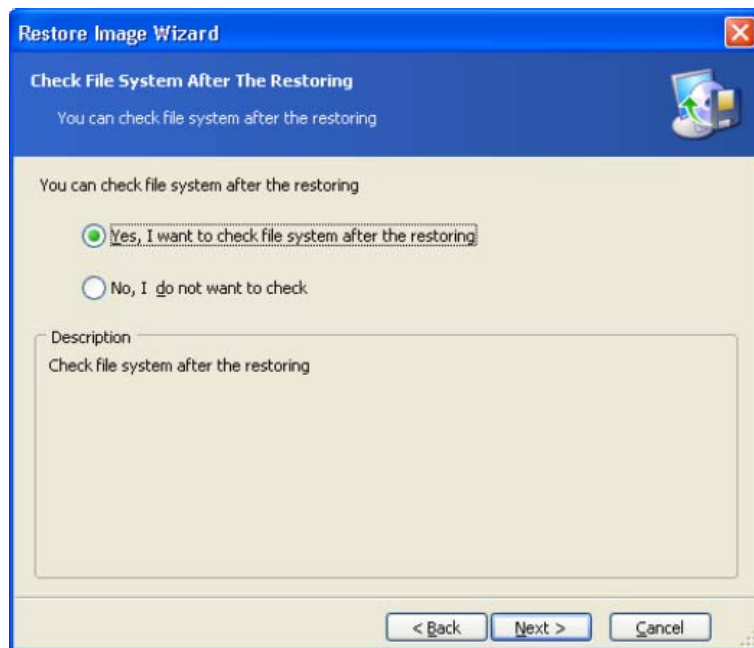 Restore Image Wizard
Check File System After The Restoring
You can check file system after the restoring
You can check file system after the restoring
Yes, I want to check file system after the restoring
No, I do not want to check
Description
Check file system after the restoring
< Back
Next >
Cancel